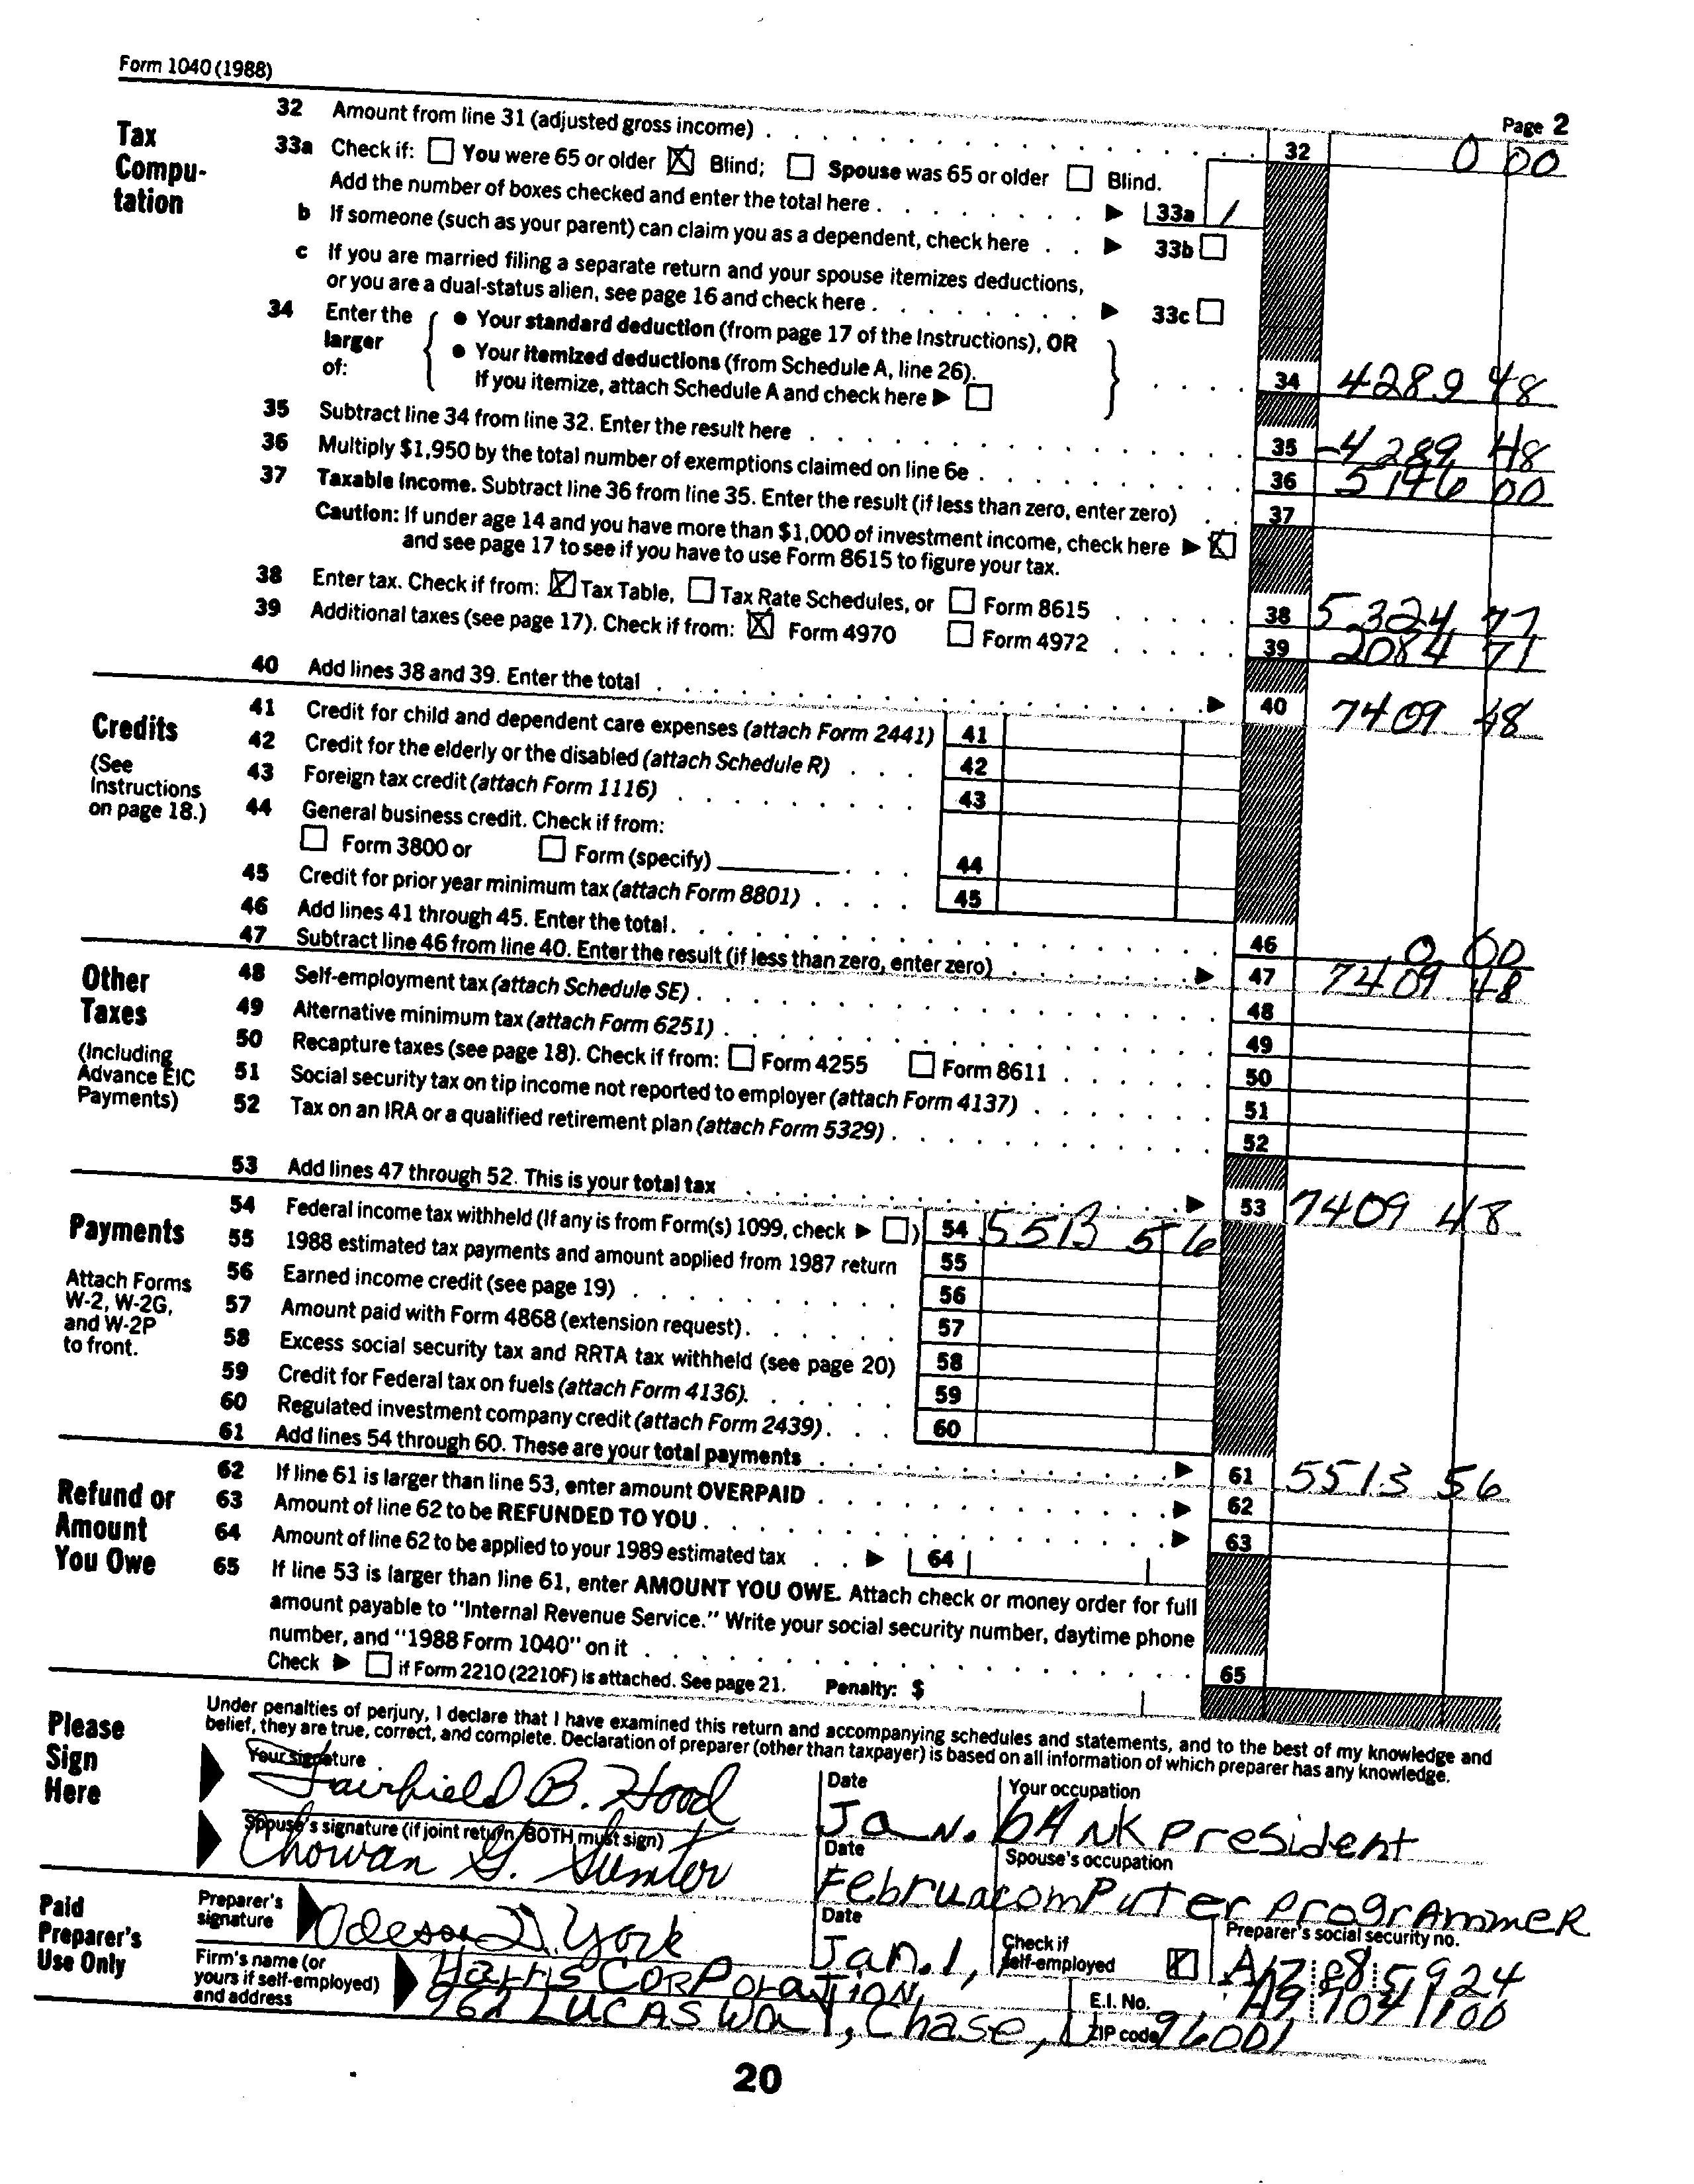 Form 1040 (1988)
Page 2
Tax Compu-tation
32 Amount from line 31 (adjusted gross income) 32 0 00
33a Check if: You were 65 or older X Blind; Spouse was 65 or older Blind.
Add the number of boxes checked and enter the total here 33a 1
b If someone (such as your parent) can claim you as a dependent, check here 33b
c If you are married filing a separate return and your spouse itemizes deductions,
or you are a dual-status alien, see page 16 and check here 33c
34 Enter the larger of:
• Your standard deduction (from page 17 of the Instructions), OR
• Your itemized deductions (from Schedule A, line 26).
If you itemize, attach Schedule A and check here 34 4289 48
35 Subtract line 34 from line 32. Enter the result here 35 -4289 48
36 Multiply $1,950 by the total number of exemptions claimed on line 6e 36 5146 00
37 Taxable income. Subtract line 36 from line 35. Enter the result (if less than zero, enter zero) 37
Caution: If under age 14 and you have more than $1,000 of investment income, check here X
and see page 17 to see if you have to use Form 8615 to figure your tax.
38 Enter tax. Check if from: X Tax Table, Tax Rate Schedules, or Form 8615 38 5324 77
39 Additional taxes (see page 17). Check if from: X Form 4970 Form 4972 39 2084 71
40 Add lines 38 and 39. Enter the total 40 7409 48
Credits
(See Instructions on page 18.)
41 Credit for child and dependent care expenses (attach Form 2441) 41
42 Credit for the elderly or the disabled (attach Schedule R) 42
43 Foreign tax credit (attach Form 1116) 43
44 General business credit. Check if from:
Form 3800 or Form (specify) 44
45 Credit for prior year minimum tax (attach Form 8801) 45
46 Add lines 41 through 45. Enter the total. 46 0 00
47 Subtract line 46 from line 40. Enter the result (if less than zero, enter zero) 47 7409 48
Other Taxes
(Including Advance EIC Payments)
48 Self-employment tax (attach Schedule SE) 48
49 Alternative minimum tax (attach Form 6251) 49
50 Recapture taxes (see page 18). Check if from: Form 4255 Form 8611 50
51 Social security tax on tip income not reported to employer (attach Form 4137) 51
52 Tax on an IRA or a qualified retirement plan (attach Form 5329) 52
53 Add lines 47 through 52. This is your total tax 53 7409 48
Payments
Attach Forms W-2, W-2G, and W-2P to front.
54 Federal income tax withheld (If any is from Form(s) 1099, check ) 54 5513 56
55 1988 estimated tax payments and amount applied from 1987 return 55
56 Earned income credit (see page 19) 56
57 Amount paid with Form 4868 (extension request) 57
58 Excess social security tax and RRTA tax withheld (see page 20) 58
59 Credit for Federal tax on fuels (attach Form 4136) 59
60 Regulated investment company credit (attach Form 2439) 60
61 Add lines 54 through 60. These are your total payments 61 5513 56
Refund or Amount You Owe
62 If line 61 is larger than line 53, enter amount OVERPAID 62
63 Amount of line 62 to be REFUNDED TO YOU 63
64 Amount of line 62 to be applied to your 1989 estimated tax 64
65 If line 53 is larger than line 61, enter AMOUNT YOU OWE. Attach check or money order for full
amount payable to "Internal Revenue Service." Write your social security number, daytime phone
number, and "1988 Form 1040" on it 65
Check if Form 2210 (2210F) is attached. See page 21. Penalty: $
Please Sign Here
Under penalties of perjury, I declare that I have examined this return and accompanying schedules and statements, and to the best of my knowledge and
belief, they are true, correct, and complete. Declaration of preparer (other than taxpayer) is based on all information of which preparer has any knowledge.
Your signature Date Your occupation
Fairfield B. Hood Jan. bank president
Spouse's signature (if joint return, BOTH must sign) Date Spouse's occupation
Chowan G. Sumter Februa computer programmer
Paid Preparer's Use Only
Preparer's signature Odessa D. York Date Jan. 1, Check if self-employed X Preparer's social security no.
Firm's name (or yours if self-employed) and address Harris Corporation, E.I. No.
962 Lucas Way, Chase, ZIP code 96001
20